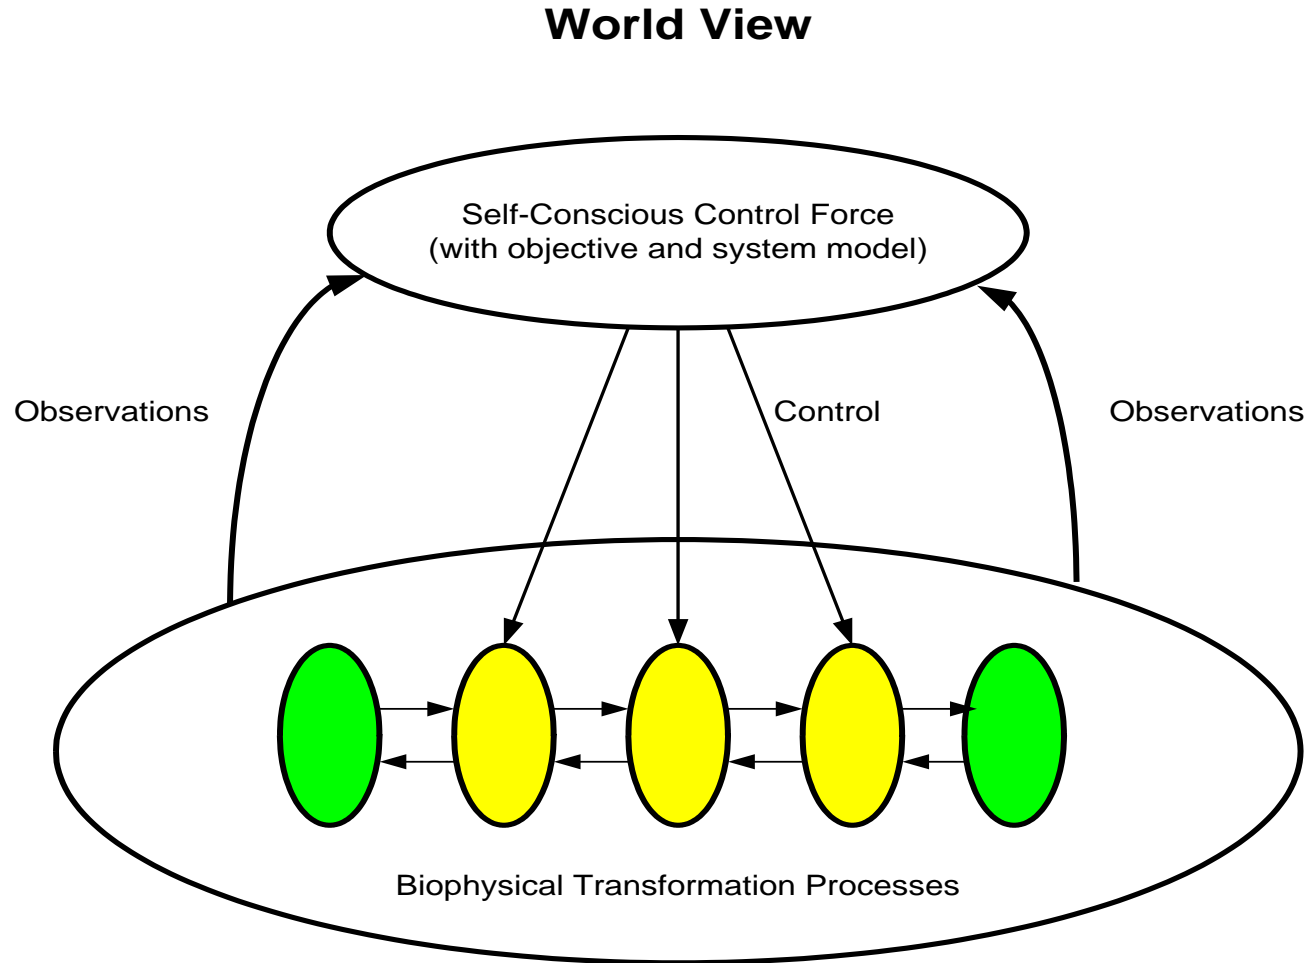 World View
Self-Conscious Control Force
(with objective and system model)
Observations
Control
Observations
Biophysical Transformation Processes